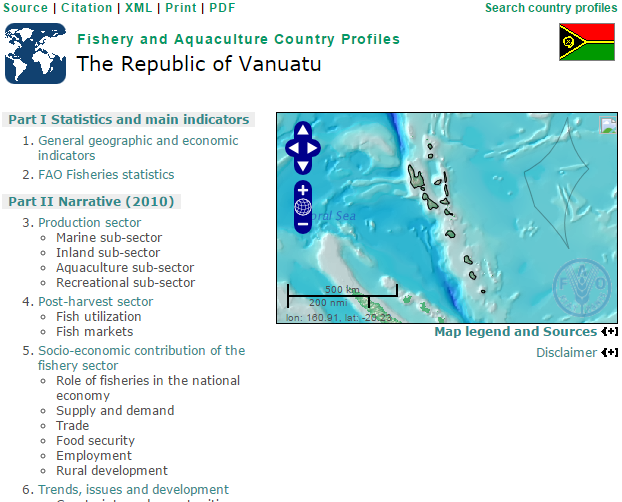 Source | Citation | XML | Print | PDF
Search country profiles
Fishery and Aquaculture Country Profiles
The Republic of Vanuatu
Part I Statistics and main indicators
1. General geographic and economic
indicators
2. FAO Fisheries statistics
Part II Narrative (2010)
3. Production sector
Marine sub-sector
Inland sub-sector
Aquaculture sub-sector
Recreational sub-sector
4. Post-harvest sector
Fish utilization
Fish markets
5. Socio-economic contribution of the
fishery sector
Role of fisheries in the national
economy
Supply and demand
Trade
Food security
Employment
Rural development
6. Trends, issues and development
Sea
500 km
200 nmi
lon: 160.91, lat: -20.23
F O
Map legend and Sources [+]
Disclaimer [+]